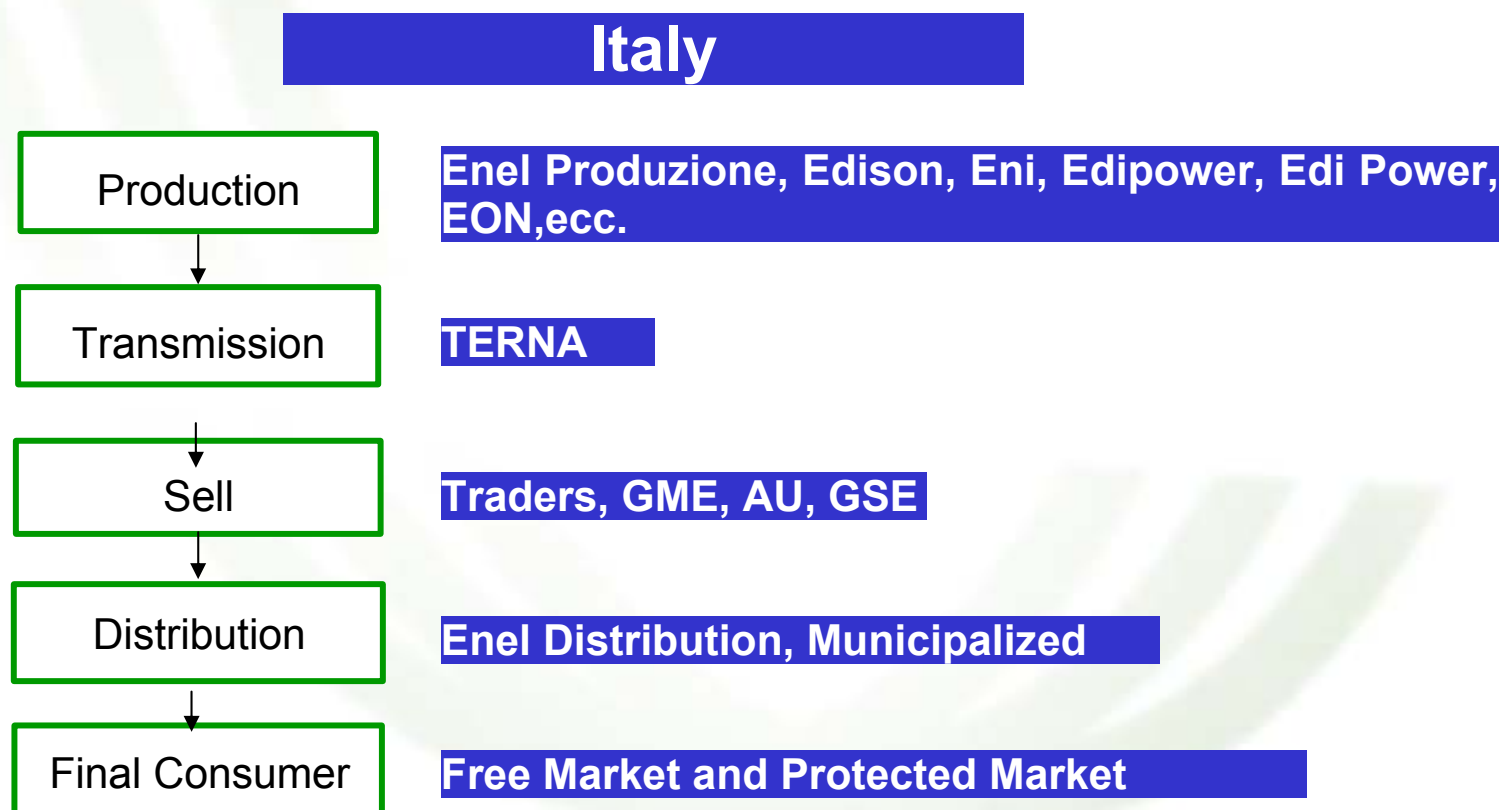 Italy
Production
Enel Produzione, Edison, Eni, Edipower, Edi Power,
EON,ecc.
Transmission
TERNA
Sell
Traders, GME, AU, GSE
Distribution
Enel Distribution, Municipalized
Final Consumer
Free Market and Protected Market